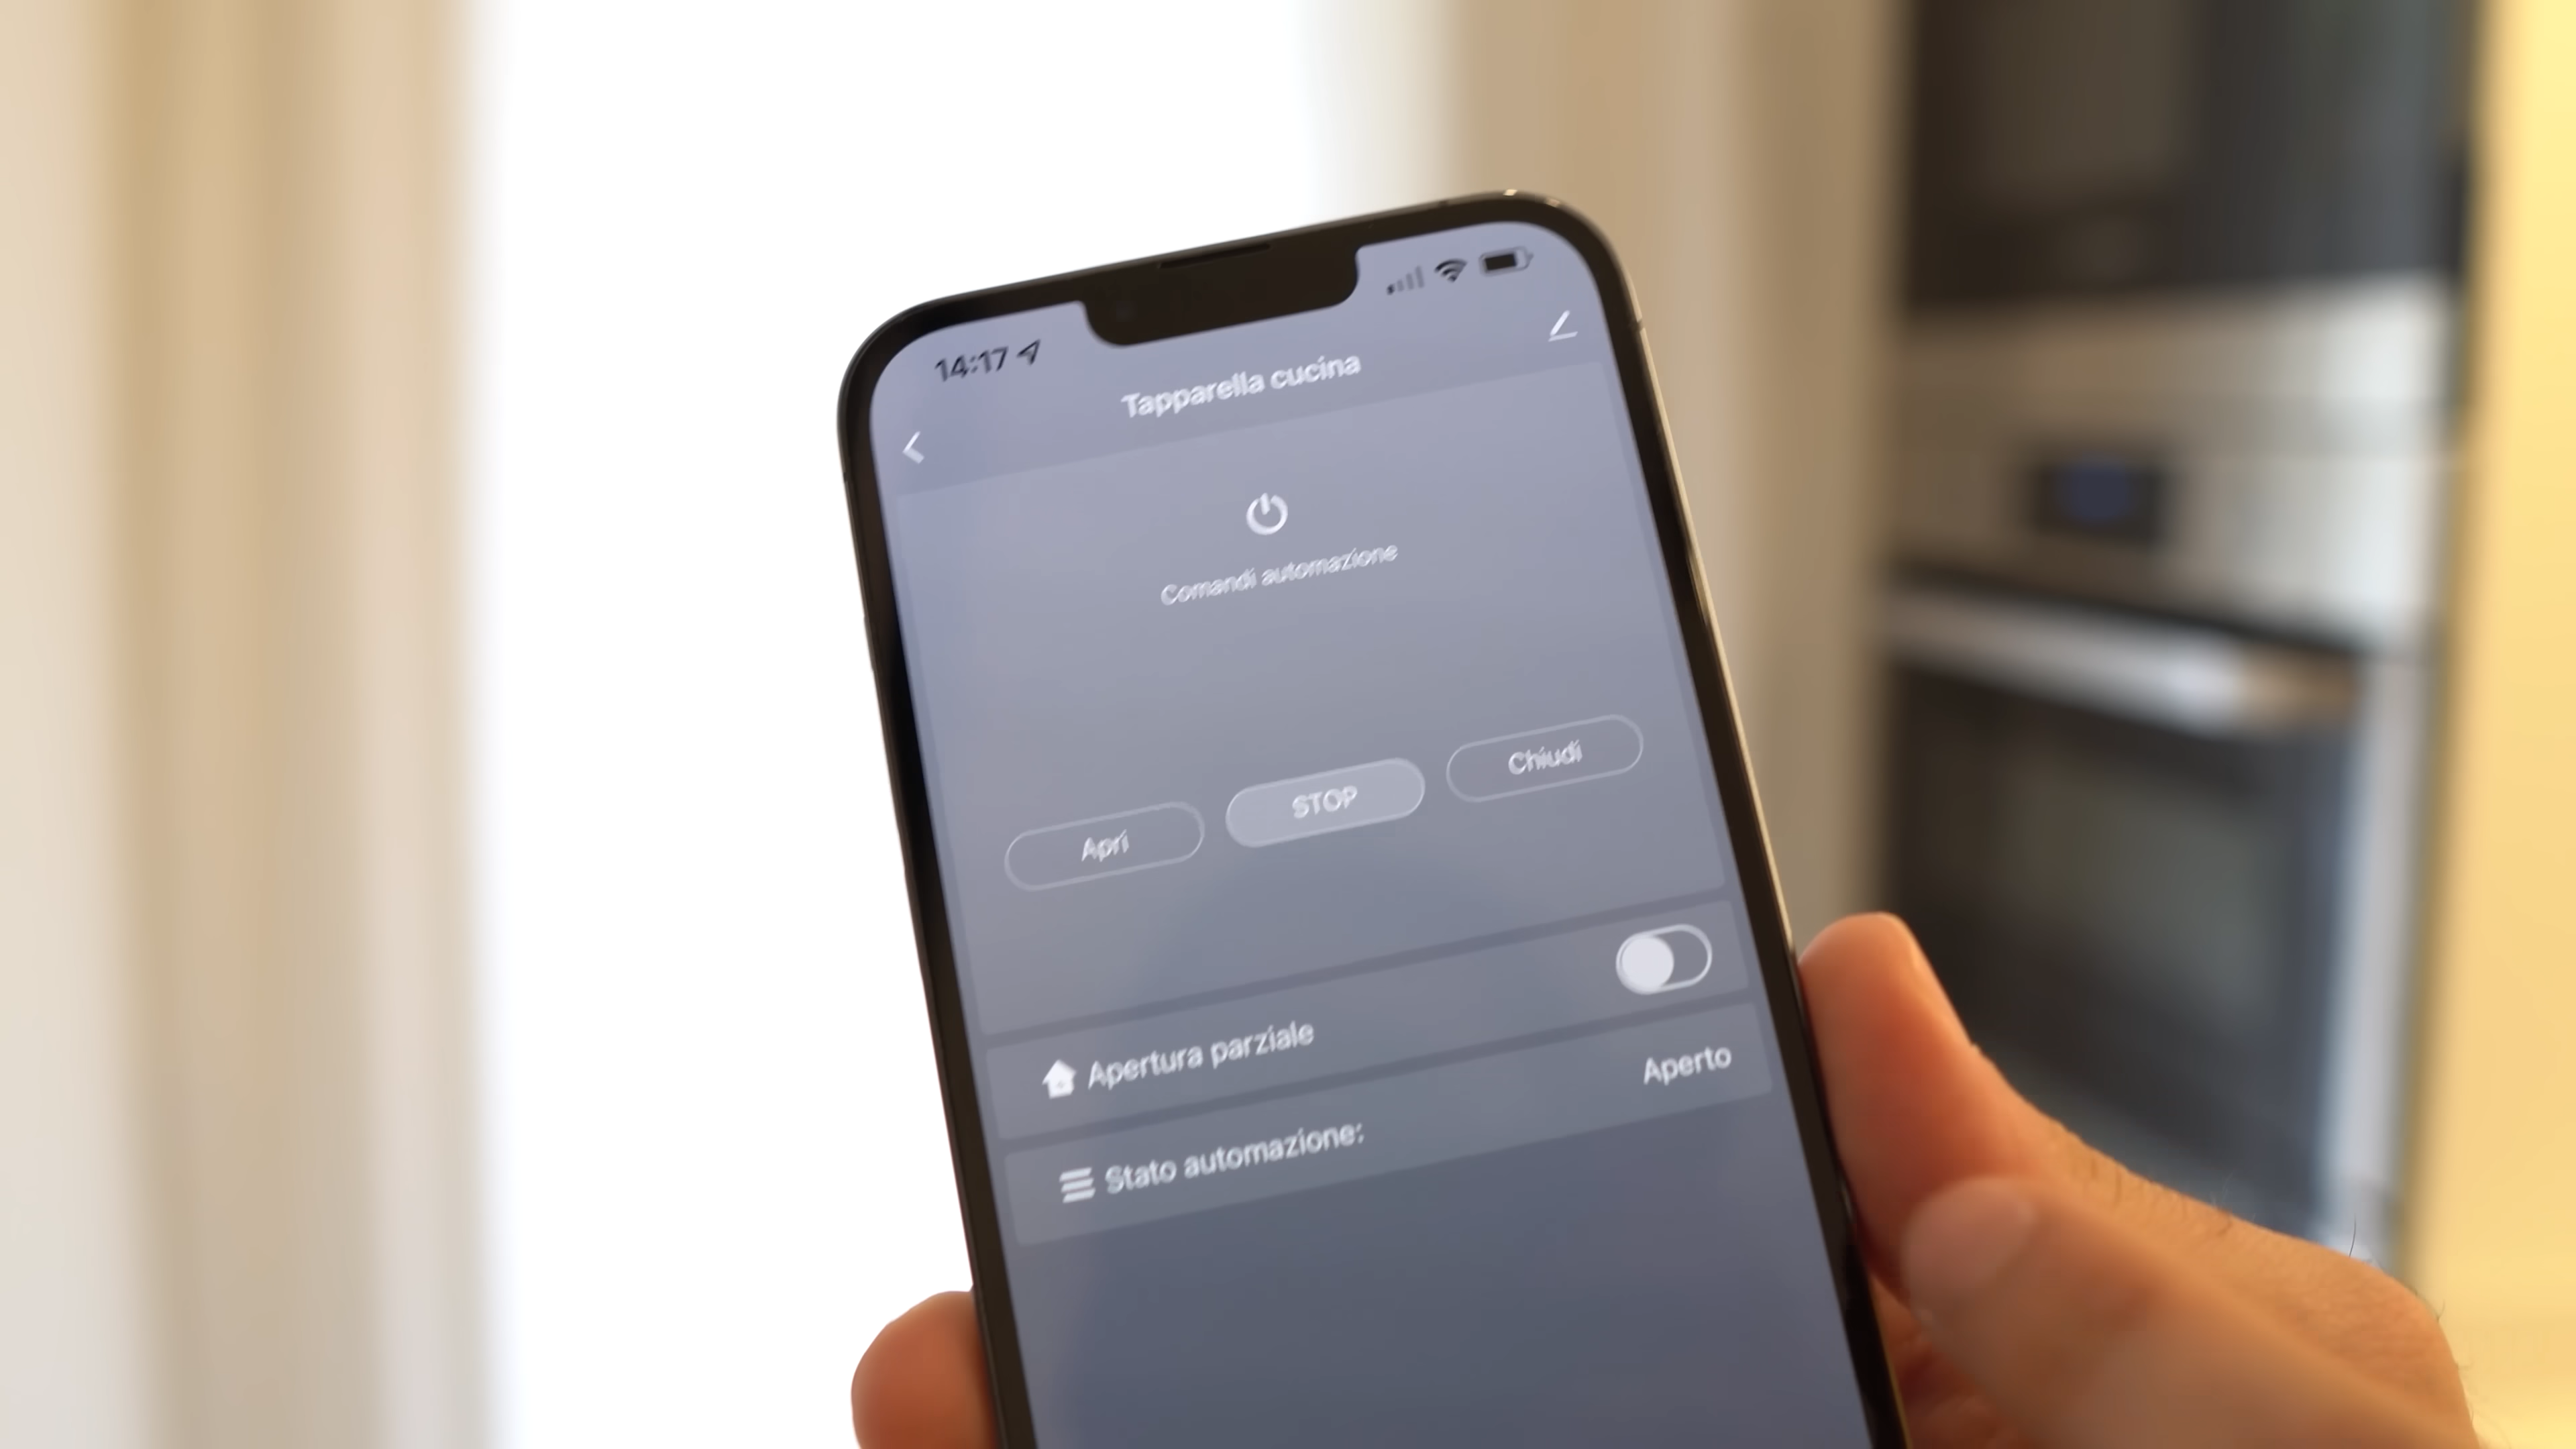 14:17
Tapparella cucina
Comandi automazione
Apri STOP Chiudi
Apertura parziale
Stato automazione: Aperto